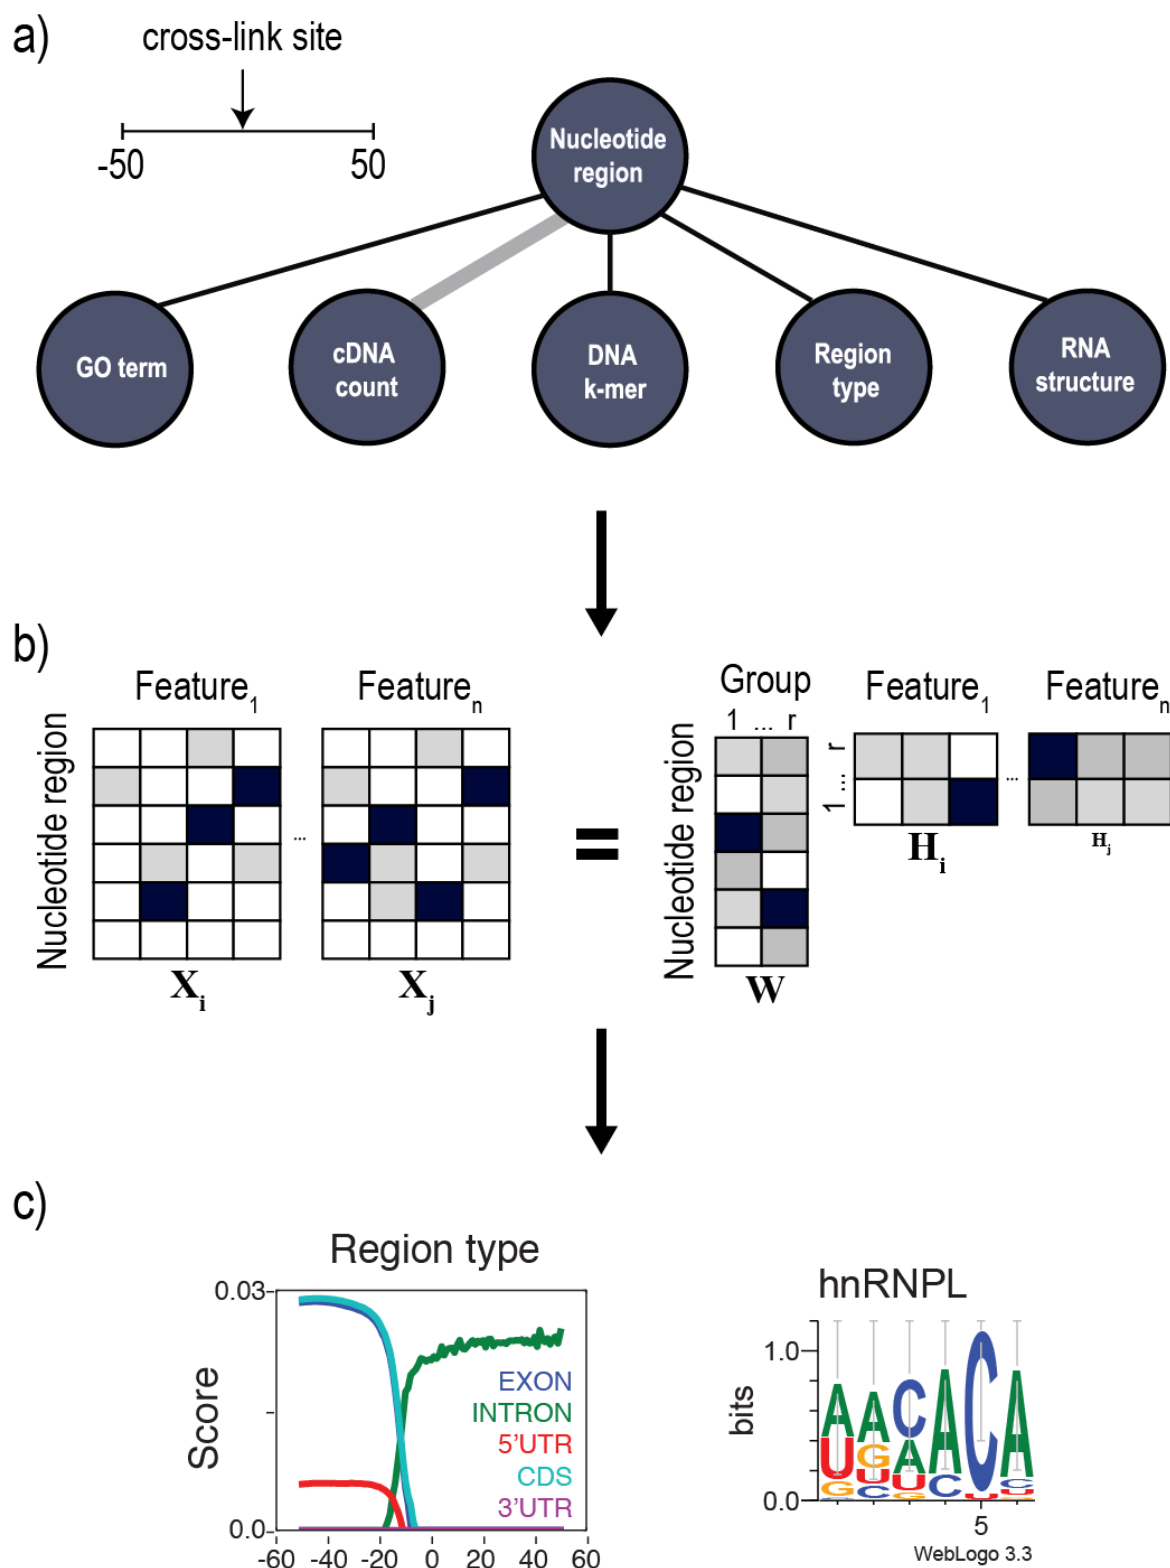 a)
cross-link site
-50 50
Nucleotide
region
GO term
cDNA
count
DNA
k-mer
Region
type
RNA
structure
b)
Feature1
Featuren
Nucleotide region
...
Xi
Xj
=
Group
1 ... r
Nucleotide region
W
Feature1
Featuren
1 ... r
...
Hi
Hj
c)
Region type
Score
0.03
0.0
EXON
INTRON
5'UTR
CDS
3'UTR
-60 -40 -20 0 20 40 60
hnRNPL
bits
1.0
0.0
A A C A C A
U G A C U C
G U U U
C G
5
WebLogo 3.3